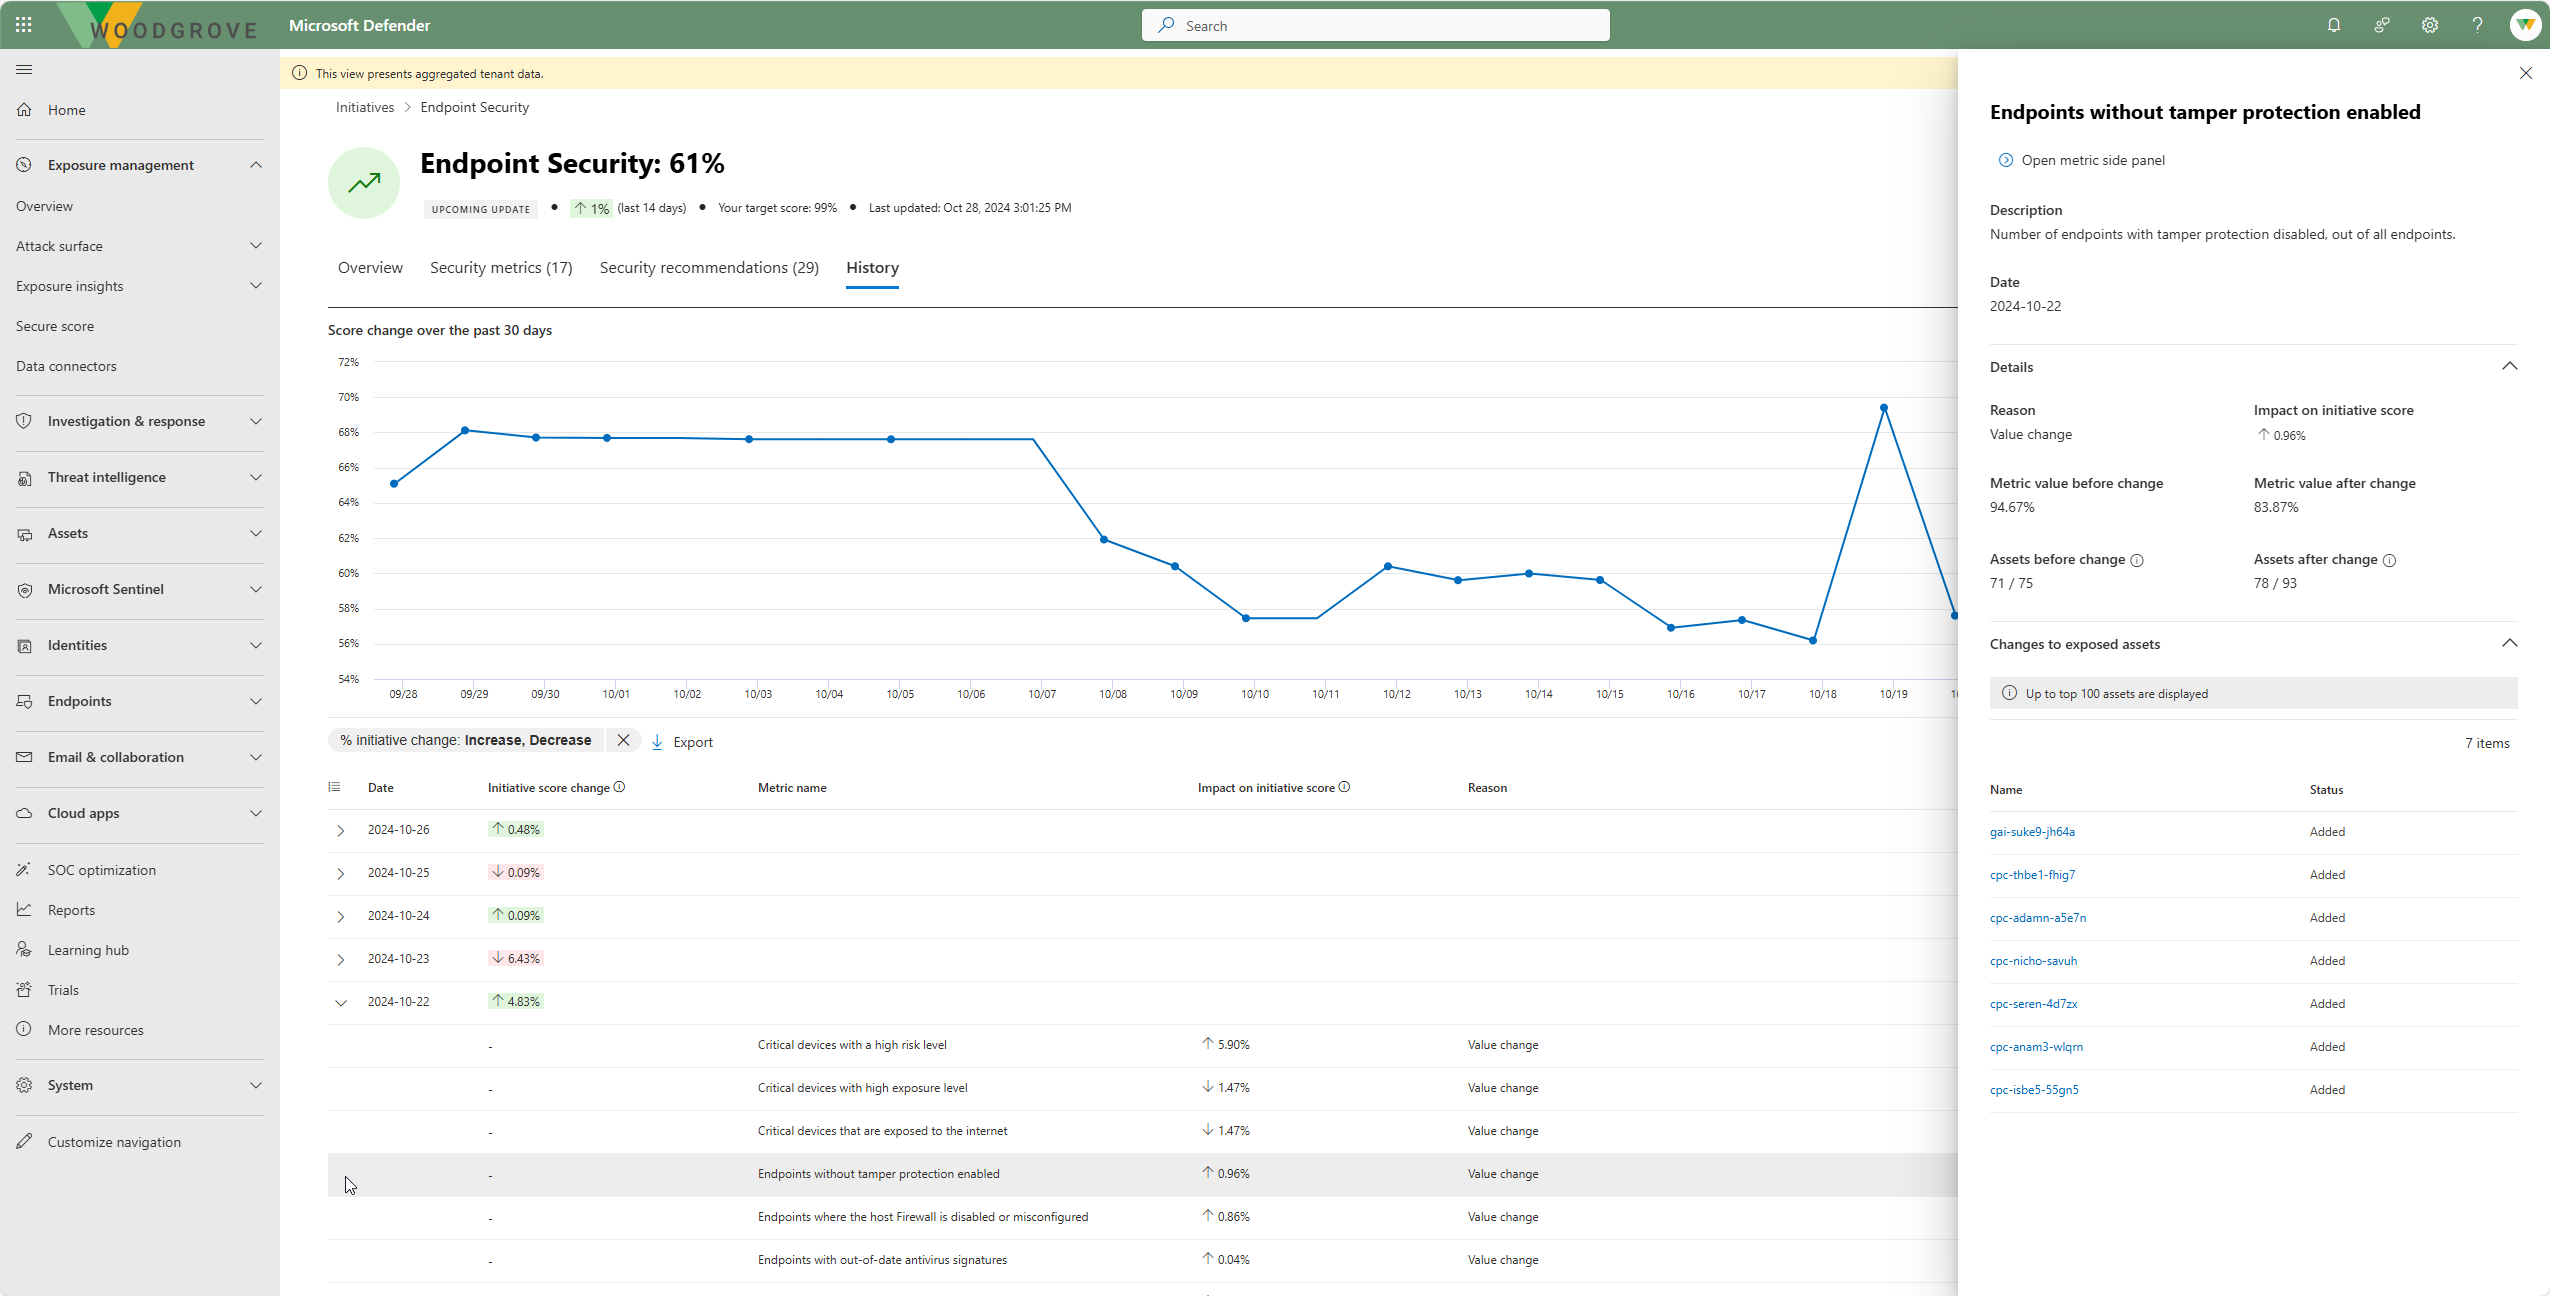 WOODGROVE
Microsoft Defender
Search
Home
Exposure management
Overview
Attack surface
Exposure insights
Secure score
Data connectors
Investigation & response
Threat intelligence
Assets
Microsoft Sentinel
Identities
Endpoints
Email & collaboration
Cloud apps
SOC optimization
Reports
Learning hub
Trials
More resources
System
Customize navigation
This view presents aggregated tenant data.
Initiatives > Endpoint Security
Endpoint Security: 61%
UPCOMING UPDATE • ↑ 1% (last 14 days) • Your target score: 99% • Last updated: Oct 28, 2024 3:01:25 PM
Overview Security metrics (17) Security recommendations (29) History
Score change over the past 30 days
72%
70%
68%
66%
64%
62%
60%
58%
56%
54%
09/28 09/29 09/30 10/01 10/02 10/03 10/04 10/05 10/06 10/07 10/08 10/09 10/10 10/11 10/12 10/13 10/14 10/15 10/16 10/17 10/18 10/19
% initiative change: Increase, Decrease Export
Date Initiative score change Metric name Impact on initiative score Reason
2024-10-26 ↑ 0.48%
2024-10-25 ↓ 0.09%
2024-10-24 ↑ 0.09%
2024-10-23 ↓ 6.43%
2024-10-22 ↑ 4.83%
- Critical devices with a high risk level ↑ 5.90% Value change
- Critical devices with high exposure level ↓ 1.47% Value change
- Critical devices that are exposed to the internet ↓ 1.47% Value change
- Endpoints without tamper protection enabled ↑ 0.96% Value change
- Endpoints where the host Firewall is disabled or misconfigured ↑ 0.86% Value change
- Endpoints with out-of-date antivirus signatures ↑ 0.04% Value change
Endpoints without tamper protection enabled
Open metric side panel
Description
Number of endpoints with tamper protection disabled, out of all endpoints.
Date
2024-10-22
Details
Reason Impact on initiative score
Value change ↑ 0.96%
Metric value before change Metric value after change
94.67% 83.87%
Assets before change Assets after change
71 / 75 78 / 93
Changes to exposed assets
Up to top 100 assets are displayed
7 items
Name Status
gai-suke9-jh64a Added
cpc-thbe1-fhig7 Added
cpc-adamn-a5e7n Added
cpc-nicho-savuh Added
cpc-seren-4d7zx Added
cpc-anam3-wlqrn Added
cpc-isbe5-55gn5 Added